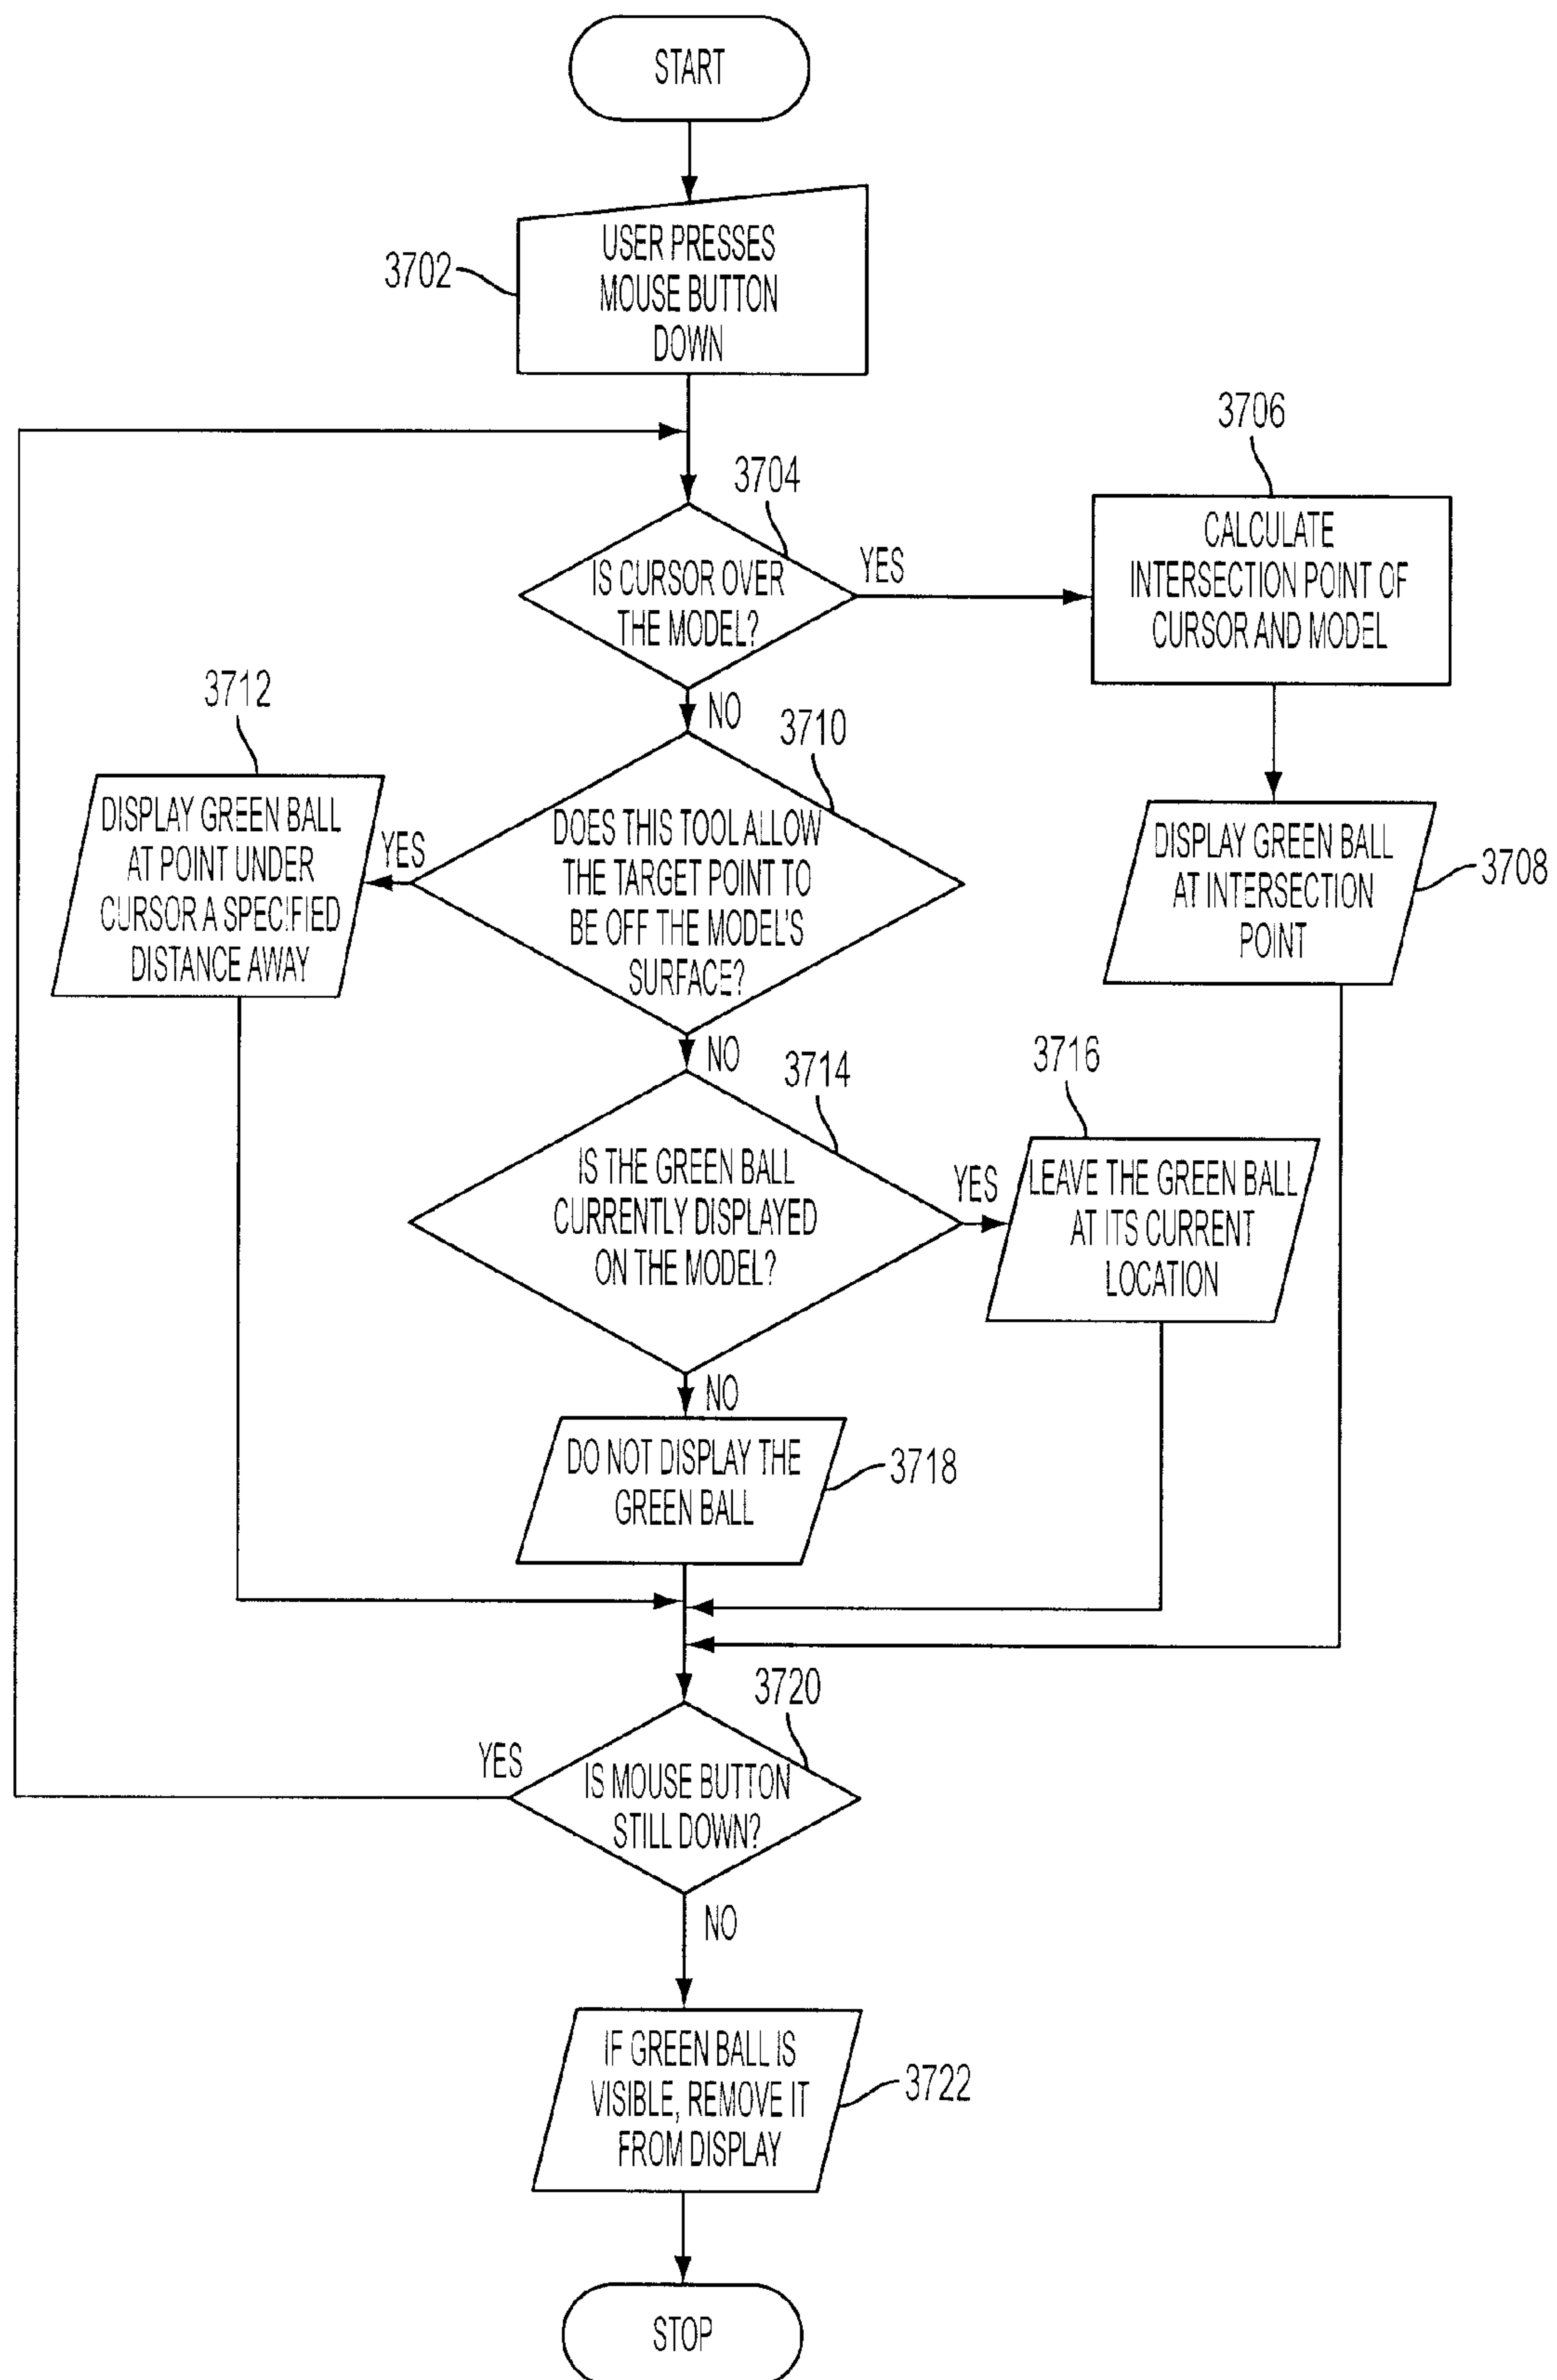 START
3702
USER PRESSES
MOUSE BUTTON
DOWN
3704
IS CURSOR OVER
THE MODEL?
YES
3706
CALCULATE
INTERSECTION POINT OF
CURSOR AND MODEL
NO
3708
DISPLAY GREEN BALL
AT INTERSECTION
POINT
3710
DOES THIS TOOL ALLOW
THE TARGET POINT TO
BE OFF THE MODEL'S
SURFACE?
YES
3712
DISPLAY GREEN BALL
AT POINT UNDER
CURSOR A SPECIFIED
DISTANCE AWAY
NO
3714
IS THE GREEN BALL
CURRENTLY DISPLAYED
ON THE MODEL?
YES
3716
LEAVE THE GREEN BALL
AT ITS CURRENT
LOCATION
NO
DO NOT DISPLAY THE
GREEN BALL
3718
3720
YES
IS MOUSE BUTTON
STILL DOWN?
NO
IF GREEN BALL IS
VISIBLE, REMOVE IT
FROM DISPLAY
3722
STOP